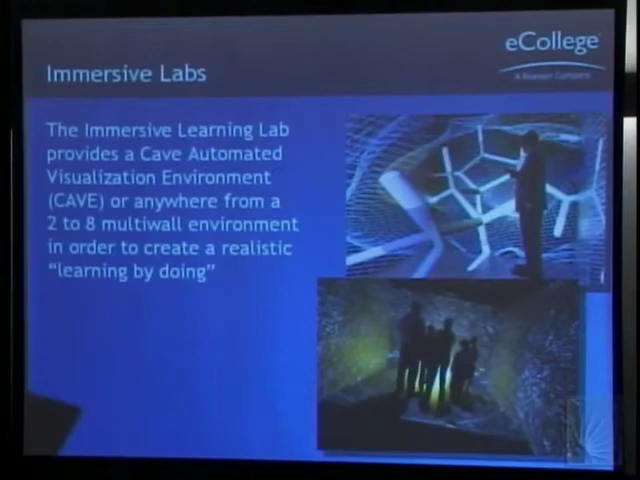 eCollege
A Pearson Company
Immersive Labs
The Immersive Learning Lab
provides a Cave Automated
Visualization Environment
(CAVE) or anywhere from a
2 to 8 multiwall environment
in order to create a realistic
“learning by doing”